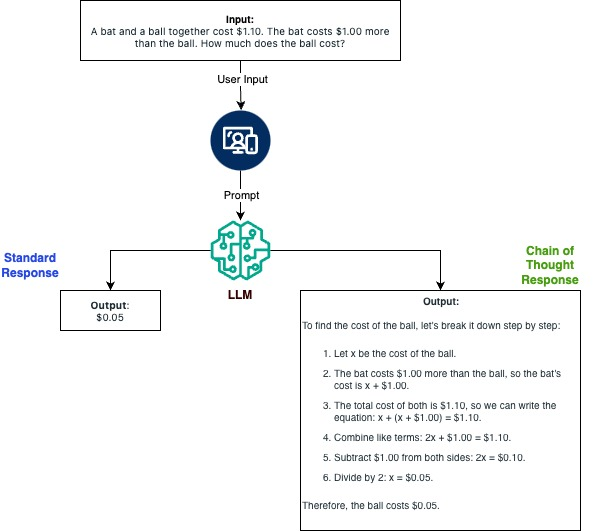 Input:
A bat and a ball together cost $1.10. The bat costs $1.00 more
than the ball. How much does the ball cost?
User Input
Prompt
LLM
Standard
Response
Output:
$0.05
Chain of
Thought
Response
Output:
To find the cost of the ball, let's break it down step by step:
1. Let x be the cost of the ball.
2. The bat costs $1.00 more than the ball, so the bat's
cost is x + $1.00.
3. The total cost of both is $1.10, so we can write the
equation: x + (x + $1.00) = $1.10.
4. Combine like terms: 2x + $1.00 = $1.10.
5. Subtract $1.00 from both sides: 2x = $0.10.
6. Divide by 2: x = $0.05.
Therefore, the ball costs $0.05.